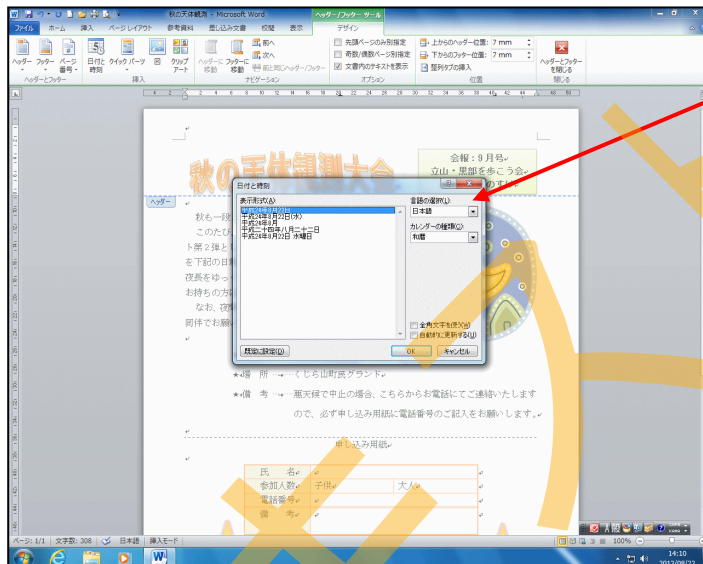 秋の天体観測 - Microsoft Word
ヘッダー/フッター ツール
ファイル ホーム 挿入 ページ レイアウト 参考資料 差し込み文書 校閲 表示 デザイン
ヘッダー フッター ページ番号
日付と時刻 クイック パーツ 図 クリップ アート
ヘッダーに移動 フッターに移動
前へ
次へ
前と同じヘッダー/フッター
先頭ページのみ別指定
奇数/偶数ページ別指定
文書内のテキストを表示
上からのヘッダー位置: 7 mm
下からのフッター位置: 7 mm
整列タブの挿入
ヘッダーとフッターを閉じる
ヘッダーとフッター 挿入 ナビゲーション オプション 位置 閉じる
会報：9月号
立山・黒部を歩こう会
秋の天体観測大会
ヘッダー
日付と時刻
表示形式(A):
平成24年8月22日
平成24年8月22日(水)
平成24年8月
平成二十四年八月二十二日
平成24年8月22日 水曜日
言語の選択(L):
日本語
カレンダーの種類(C):
和暦
全角文字を使う(W)
自動的に更新する(U)
既定に設定(D)
OK
キャンセル
秋も一段
このたび
ト第2弾と
を下記の日
夜長をゆっ
お持ちの方
なお、夜
同伴でお願
★場 所 … くじら山町民グランド
★備 考 … 悪天候で中止の場合、こちらからお電話にてご連絡いたします
ので、必ず申し込み用紙に電話番号のご記入をお願いします。
申し込み用紙
氏 名
参加人数 子供 大人
電話番号
備 考
ページ: 1/1 文字数: 308 日本語 挿入モード 100%
14:10
2012/08/22